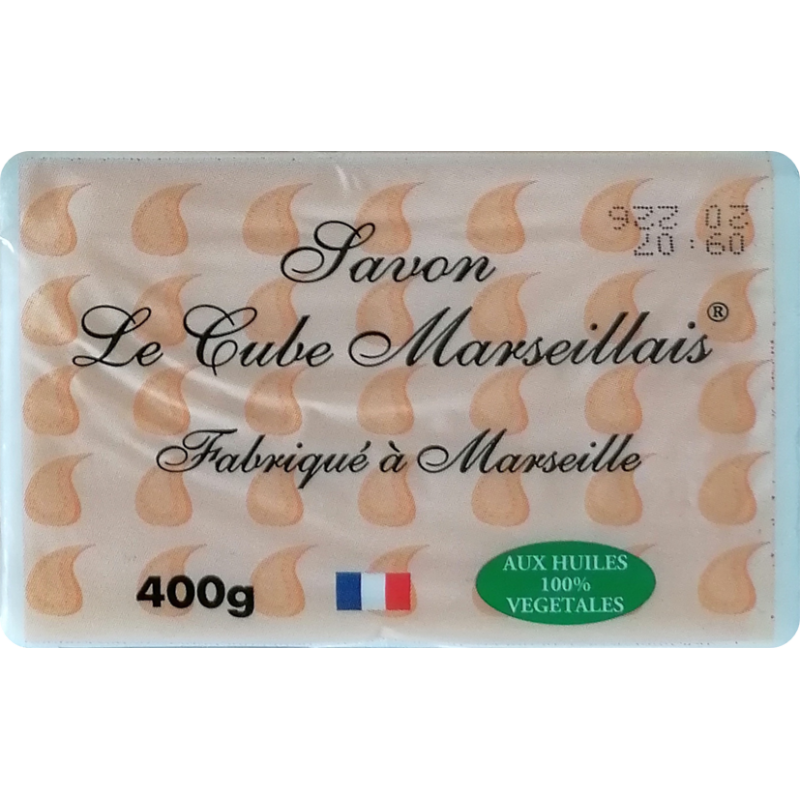 Savon
Le Cube Marseillais®
Fabriqué à Marseille
400g
AUX HUILES
100%
VEGETALES